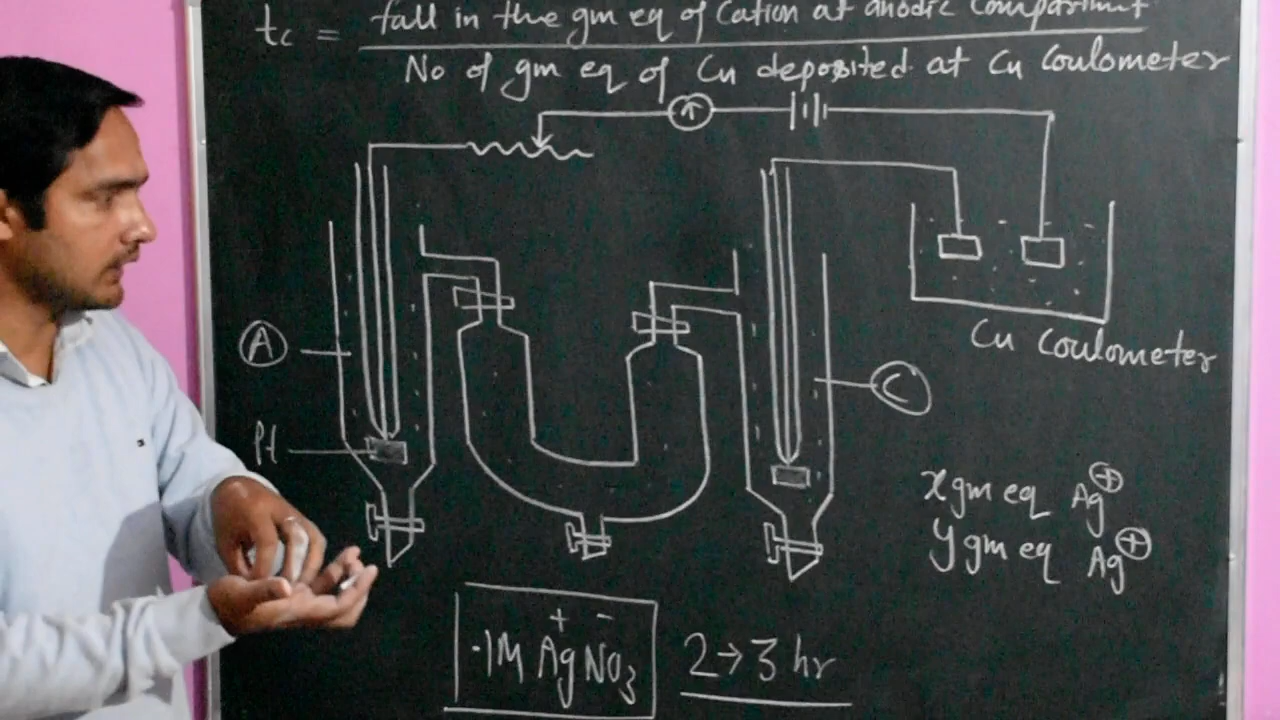 tc = fall in the gm eq of Cation at anodic Compartment
No of gm eq of Cu deposited at Cu Coulometer
A
Pt
C
Cu Coulometer
x gm eq Ag⊕
y gm eq Ag⊕
+ -
.1M AgNO3
2→3 hr